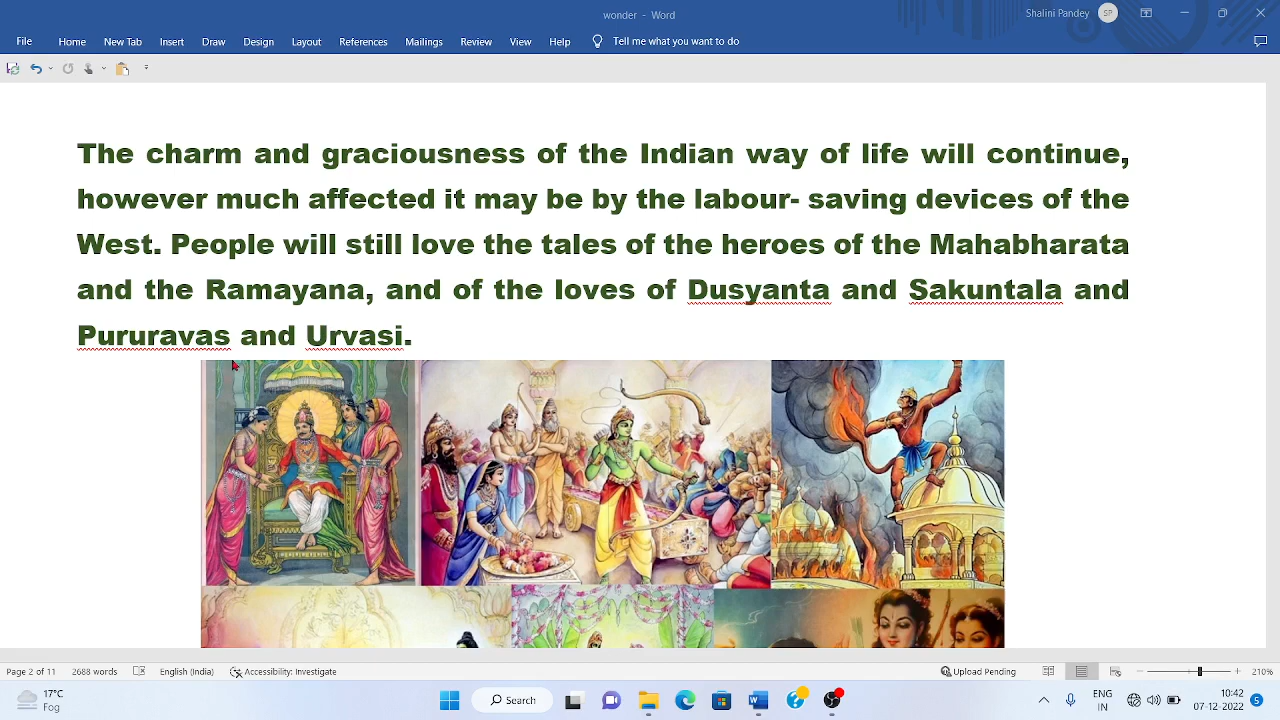 wonder - Word
Shalini Pandey
SP
File Home New Tab Insert Draw Design Layout References Mailings Review View Help Tell me what you want to do
The charm and graciousness of the Indian way of life will continue,
however much affected it may be by the labour- saving devices of the
West. People will still love the tales of the heroes of the Mahabharata
and the Ramayana, and of the loves of Dusyanta and Sakuntala and
Pururavas and Urvasi.
Page 2 of 11 2688 words English (India) Accessibility: Investigate Upload Pending 210%
17°C
Fog
Search
ENG
IN
10:42
07-12-2022
5